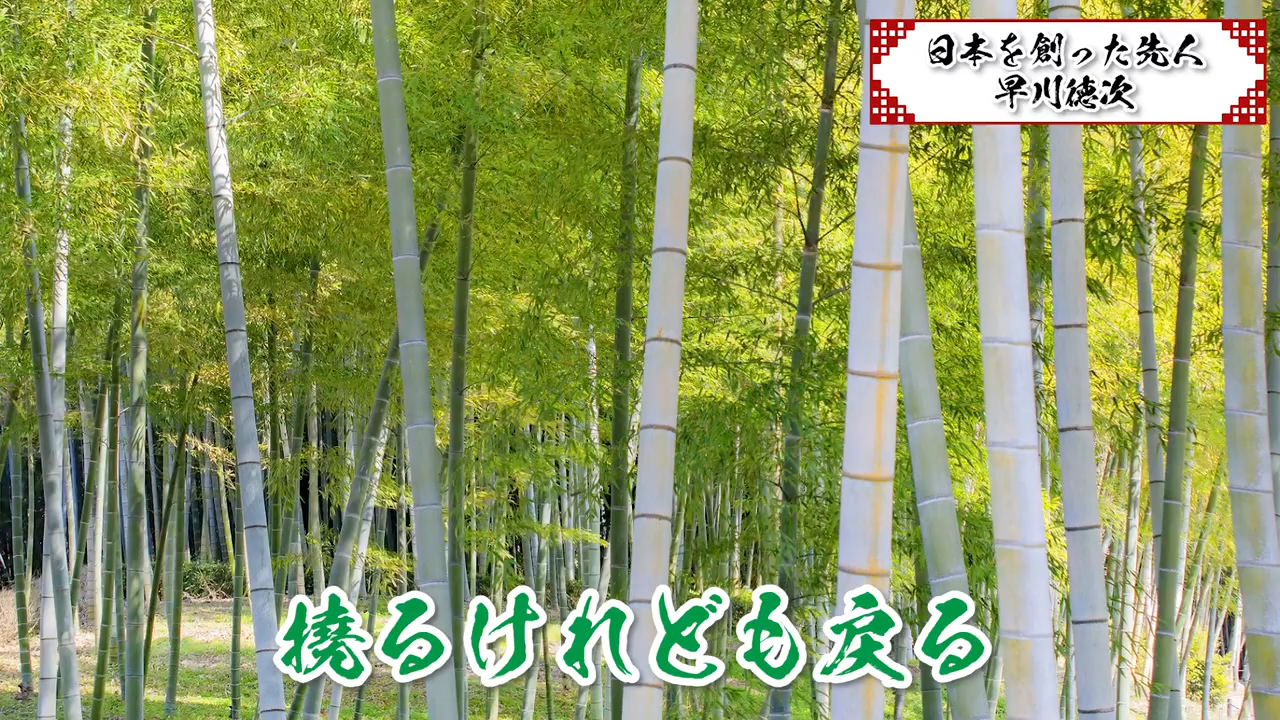 日本を創った先人
早川徳次
撓るけれども戻る